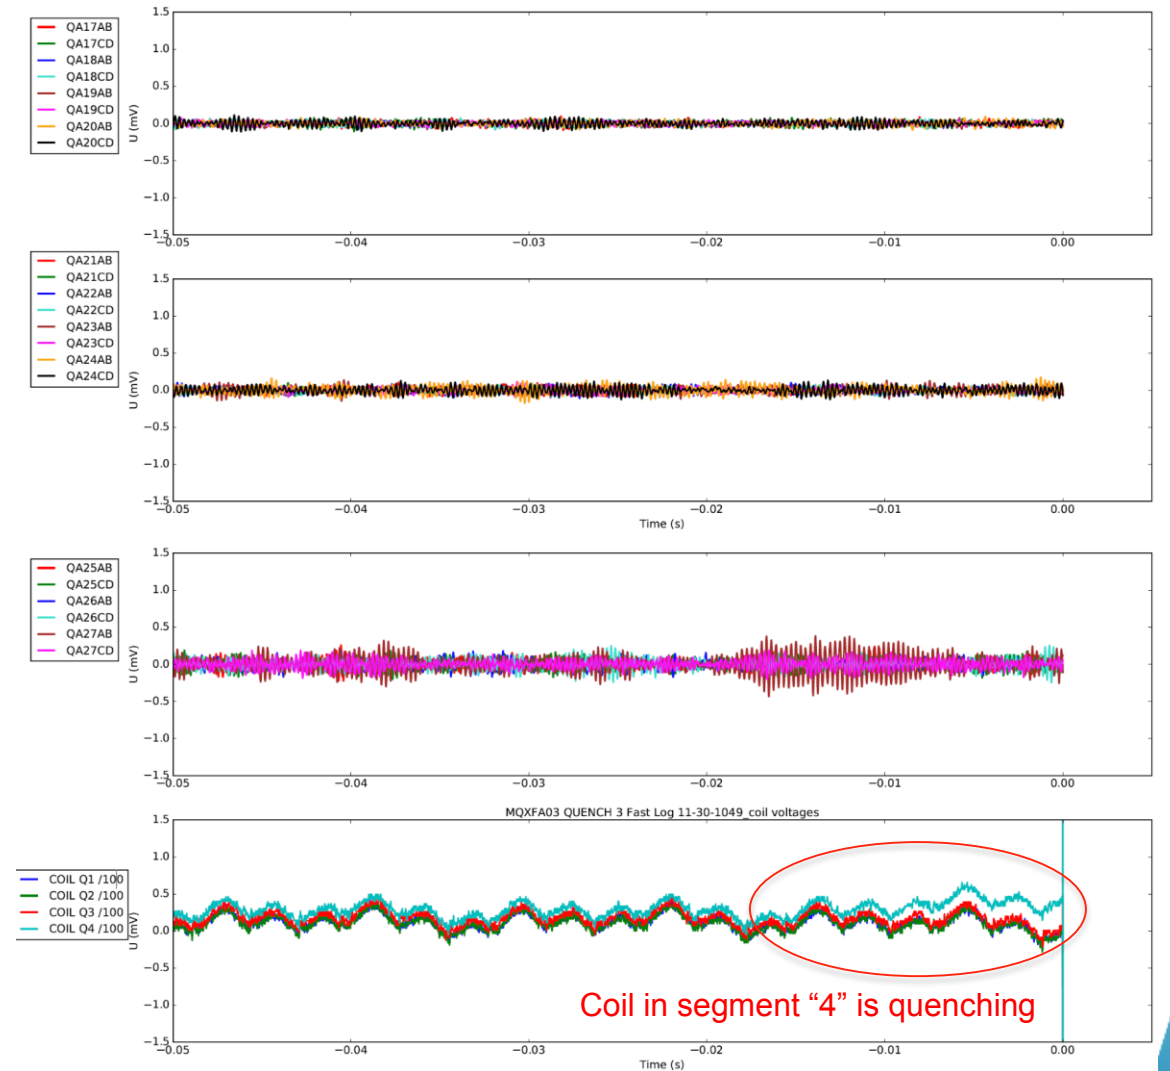 QA17AB
QA17CD
QA18AB
QA18CD
QA19AB
QA19CD
QA20AB
QA20CD
U (mV)
1.5
1.0
0.5
0.0
−0.5
−1.0
−1.5
−0.05 −0.04 −0.03 −0.02 −0.01 0.00
QA21AB
QA21CD
QA22AB
QA22CD
QA23AB
QA23CD
QA24AB
QA24CD
U (mV)
1.5
1.0
0.5
0.0
−0.5
−1.0
−1.5
−0.05 −0.04 −0.03 −0.02 −0.01 0.00
Time (s)
QA25AB
QA25CD
QA26AB
QA26CD
QA27AB
QA27CD
U (mV)
1.5
1.0
0.5
0.0
−0.5
−1.0
−1.5
−0.05 −0.04 −0.03 −0.02 −0.01 0.00
MQXFA03 QUENCH 3 Fast Log 11-30-1049_coil voltages
COIL Q1 /100
COIL Q2 /100
COIL Q3 /100
COIL Q4 /100
U (mV)
1.5
1.0
0.5
0.0
−0.5
−1.0
−1.5
Coil in segment “4” is quenching
−0.05 −0.04 −0.03 −0.02 −0.01 0.00
Time (s)